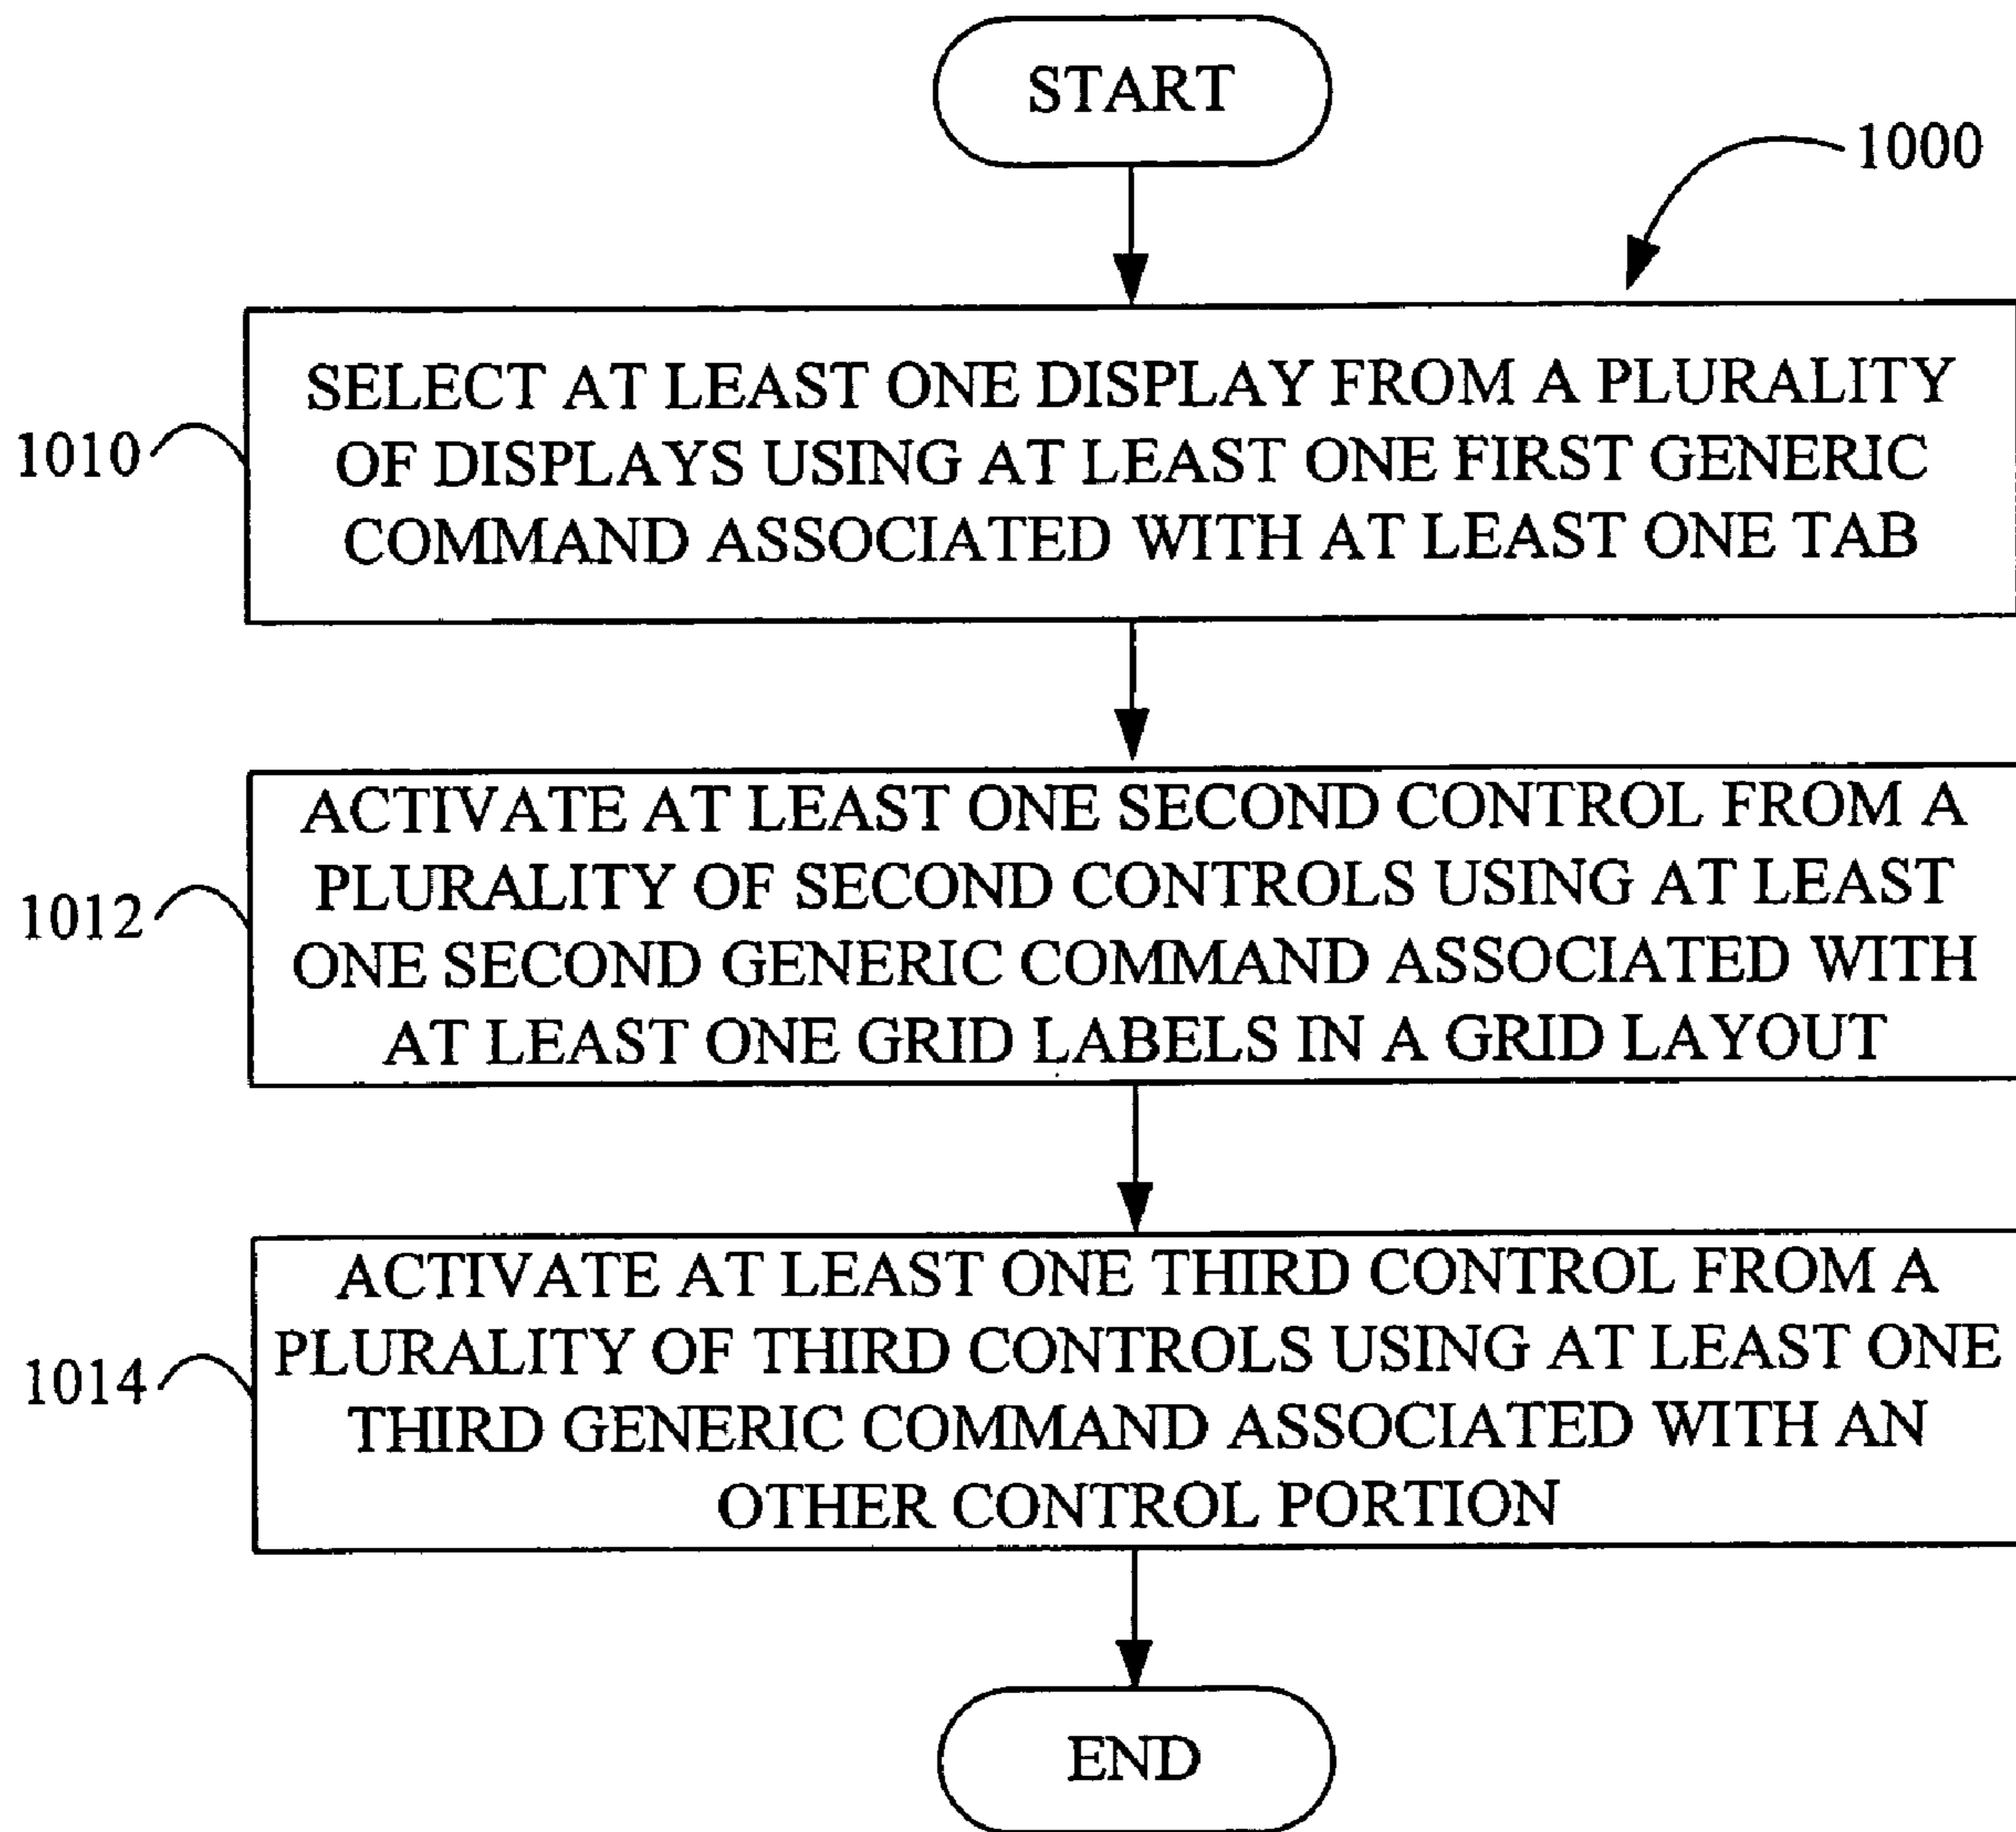 START
1000
1010
SELECT AT LEAST ONE DISPLAY FROM A PLURALITY
OF DISPLAYS USING AT LEAST ONE FIRST GENERIC
COMMAND ASSOCIATED WITH AT LEAST ONE TAB
1012
ACTIVATE AT LEAST ONE SECOND CONTROL FROM A
PLURALITY OF SECOND CONTROLS USING AT LEAST
ONE SECOND GENERIC COMMAND ASSOCIATED WITH
AT LEAST ONE GRID LABELS IN A GRID LAYOUT
1014
ACTIVATE AT LEAST ONE THIRD CONTROL FROM A
PLURALITY OF THIRD CONTROLS USING AT LEAST ONE
THIRD GENERIC COMMAND ASSOCIATED WITH AN
OTHER CONTROL PORTION
END